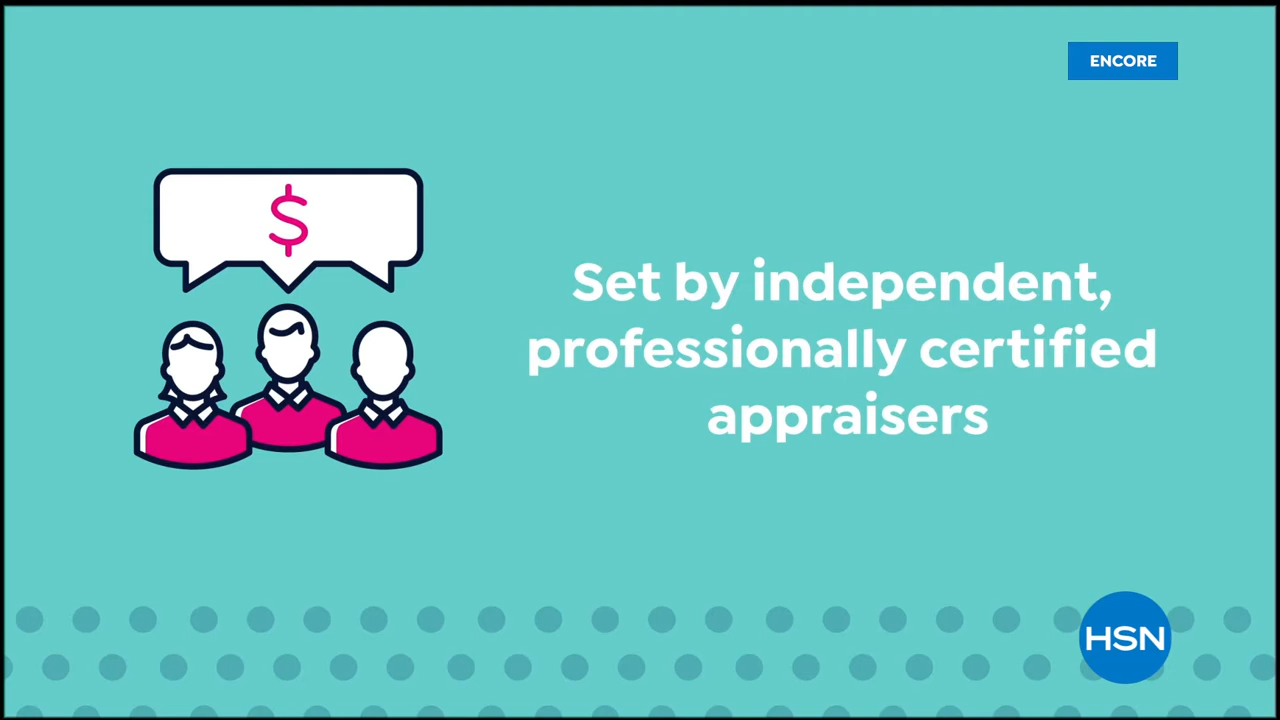 ENCORE
$
Set by independent,
professionally certified
appraisers
HSN